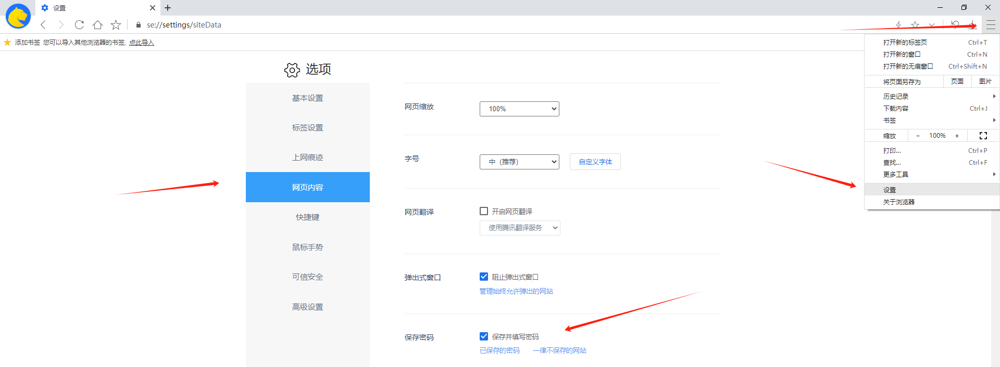 设置
se://settings/siteData
添加书签 您可以导入其他浏览器的书签, 点此导入
打开新的标签页 Ctrl+T
打开新的窗口 Ctrl+N
打开新的无痕窗口 Ctrl+Shift+N
将页面另存为 页面 图片
历史记录
下载内容 Ctrl+J
书签
缩放 - 100% +
打印... Ctrl+P
查找... Ctrl+F
更多工具
设置
关于浏览器
选项
基本设置
标签设置
上网痕迹
网页内容
快捷键
鼠标手势
可信安全
高级设置
网页缩放 100%
字号 中（推荐） 自定义字体
网页翻译 开启网页翻译
使用腾讯翻译服务
弹出式窗口 阻止弹出式窗口
管理始终允许弹出的网站
保存密码 保存并填写密码
已保存的密码 一律不保存的网站